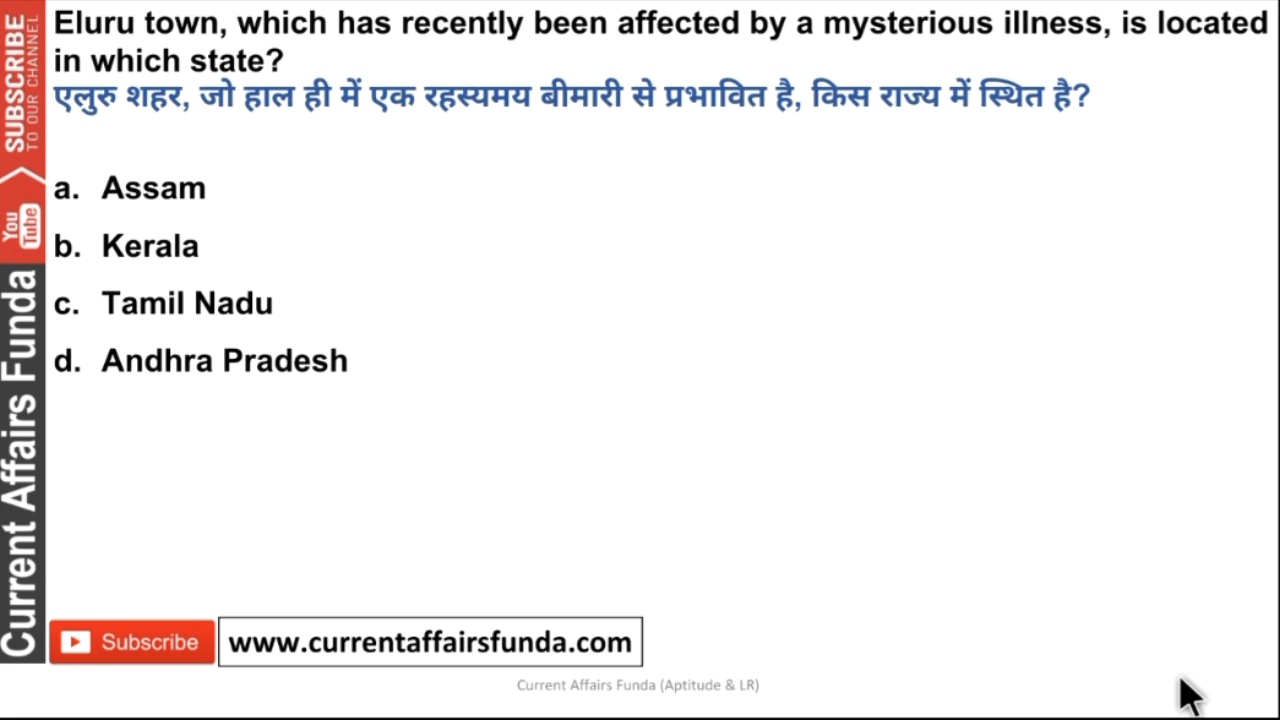 Eluru town, which has recently been affected by a mysterious illness, is located
in which state?
एलुरु शहर, जो हाल ही में एक रहस्यमय बीमारी से प्रभावित है, किस राज्य में स्थित है?
a. Assam
b. Kerala
c. Tamil Nadu
d. Andhra Pradesh
SUBSCRIBE
TO OUR CHANNEL
You
Tube
Current Affairs Funda
Subscribe
www.currentaffairsfunda.com
Current Affairs Funda (Aptitude & LR)